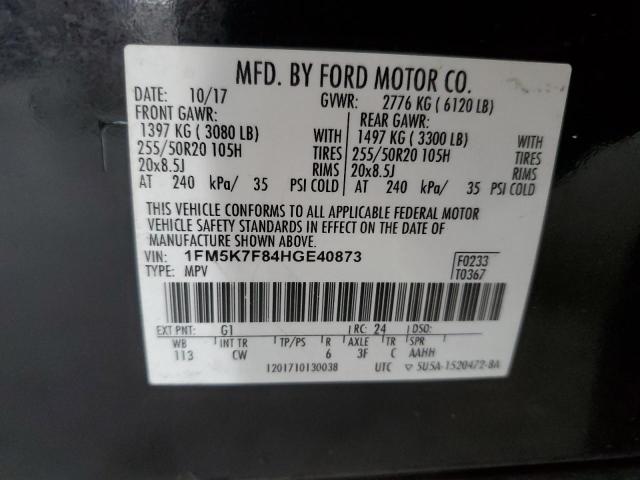 MFD. BY FORD MOTOR CO.
DATE: 10/17 GVWR: 2776 KG ( 6120 LB)
FRONT GAWR: REAR GAWR:
1397 KG ( 3080 LB) WITH 1497 KG ( 3300 LB) WITH
255/50R20 105H TIRES 255/50R20 105H TIRES
20x8.5J RIMS 20x8.5J RIMS
AT 240 kPa/ 35 PSI COLD AT 240 kPa/ 35 PSI COLD
THIS VEHICLE CONFORMS TO ALL APPLICABLE FEDERAL MOTOR
VEHICLE SAFETY STANDARDS IN EFFECT ON THE DATE OF
MANUFACTURE SHOWN ABOVE.
VIN: 1FM5K7F84HGE40873 F0233
TYPE: MPV T0367
EXT PNT: G1 RC: 24 DSO:
WB INT TR TP/PS R AXLE TR SPR
113 CW 6 3F C AAHH
1201710130038 UTC ▽ 5U5A-1520472-BA